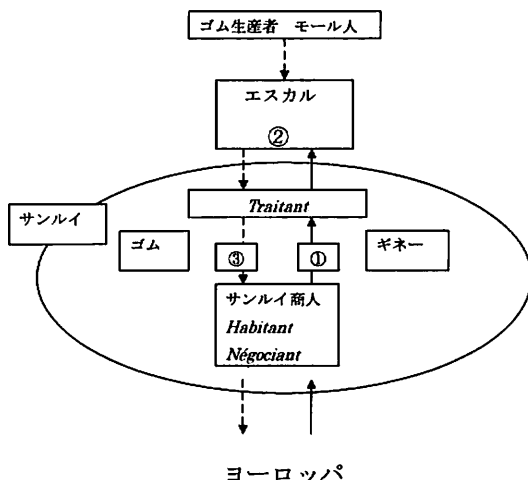 ゴム生産者 モール人
エスカル
②
Traitant
サンルイ
ゴム
③
①
ギネー
サンルイ商人
Habitant
Négociant
ヨーロッパ